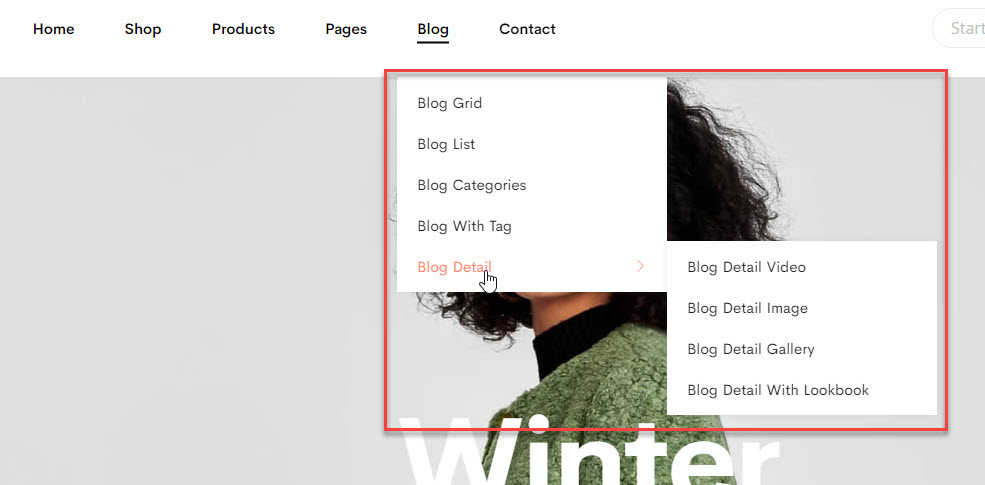 Home Shop Products Pages Blog Contact Start
Blog Grid
Blog List
Blog Categories
Blog With Tag
Blog Detail
Blog Detail Video
Blog Detail Image
Blog Detail Gallery
Blog Detail With Lookbook
Winter